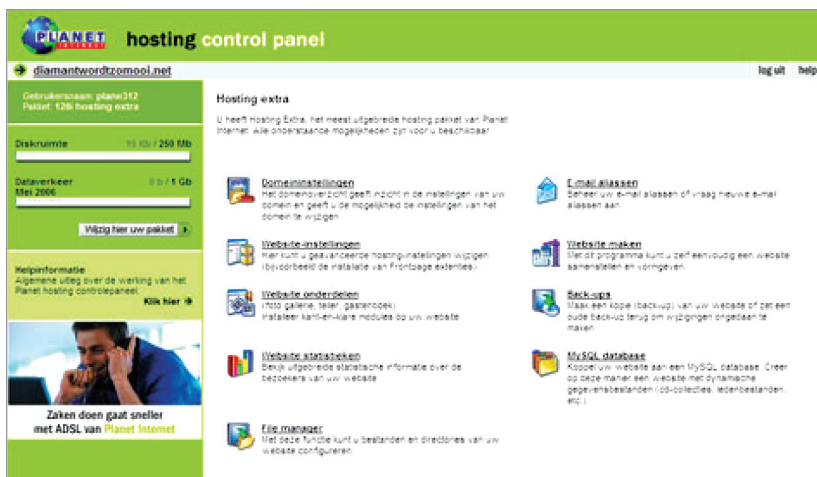 PLANET
INTERNET
hosting control panel
diamantwordtzomooi.net
log uit help
Gebruikersnaam: plane312
Pakket: 128i hosting extra
Diskruimte 15 Kb / 250 Mb
Dataverkeer 0 b / 1 Gb
Mei 2006
Wijzig hier uw pakket
Helpinformatie
Algemene uitleg over de werking van het
Planet hosting controlepaneel.
Klik hier
Zaken doen gaat sneller
met ADSL van Planet Internet
Hosting extra
U heeft Hosting Extra, het meest uitgebreide hosting pakket van Planet
Internet. Alle onderstaande mogelijkheden zijn voor u beschikbaar
Domeininstellingen
Het domeinoverzicht geeft inzicht in de instellingen van uw
domein en geeft u de mogelijkheid de instellingen van het
domein te wijzigen
Website-instellingen
Hier kunt u geavanceerde hosting-instellingen wijzigen
(bijvoorbeeld de installatie van Frontpage extenties)
Website onderdelen
(foto gallerie, teller, gastenboek)
Installeer kant-en-klare modules op uw website
Website statistieken
Bekijk uitgebreide statistische informatie over de
bezoekers van uw website
File manager
Met deze functie kunt u bestanden en directories van uw
website configureren
E-mail aliassen
Beheer uw e-mail aliassen of vraag nieuwe e-mail
aliassen aan
Website maken
Met dit programma kunt u zelf eenvoudig een website
samenstellen en vormgeven.
Back-ups
Maak een kopie (back-up) van uw website of zet een
oude back-up terug om wijzigingen ongedaan te
maken
MySQL database
Koppel uw website aan een MySQL database. Creer
op deze manier een website met dynamische
gegevensbestanden (cd-collecties, ledenbestanden,
etc.)